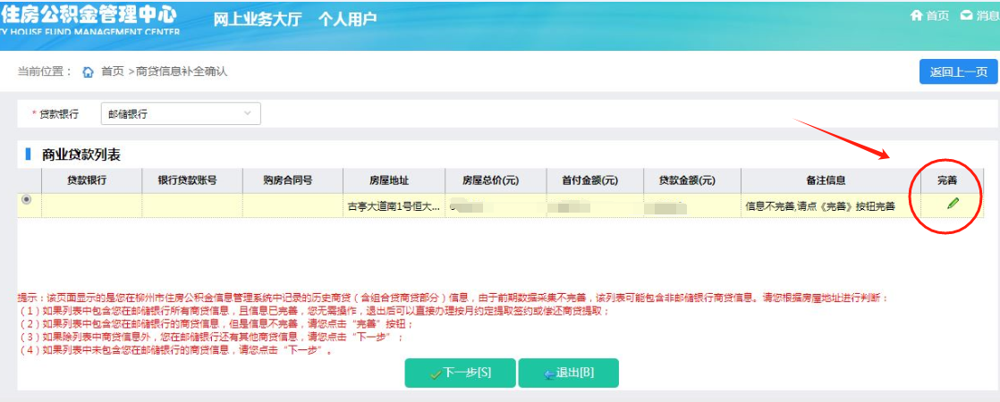 住房公积金管理中心
TY HOUSE FUND MANAGEMENT CENTER
网上业务大厅 个人用户
首页 消息
当前位置： 首页 >商贷信息补全确认
返回上一页
* 贷款银行 邮储银行
商业贷款列表
贷款银行 银行贷款账号 购房合同号 房屋地址 房屋总价(元) 首付金额(元) 贷款金额(元) 备注信息 完善
古亭大道南1号恒大... 信息不完善,请点《完善》按钮完善
提示：该页面显示的是您在柳州市住房公积金信息管理系统中记录的历史商贷（含组合贷商贷部分）信息，由于前期数据采集不完善，该列表可能包含非邮储银行商贷信息。请您根据房屋地址进行判断：
（1）如果列表中包含您在邮储银行所有商贷信息，且信息已完善，您无需操作，退出后可以直接办理按月约定提取签约或偿还商贷提取；
（2）如果列表中包含您在邮储银行的商贷信息，但是信息不完善，请您点击“完善”按钮；
（3）如果除列表中商贷信息外，您在邮储银行还有其他商贷信息，请您点击“下一步”；
（4）如果列表中未包含您在邮储银行的商贷信息，请您点击“下一步”。
下一步[S] 退出[B]